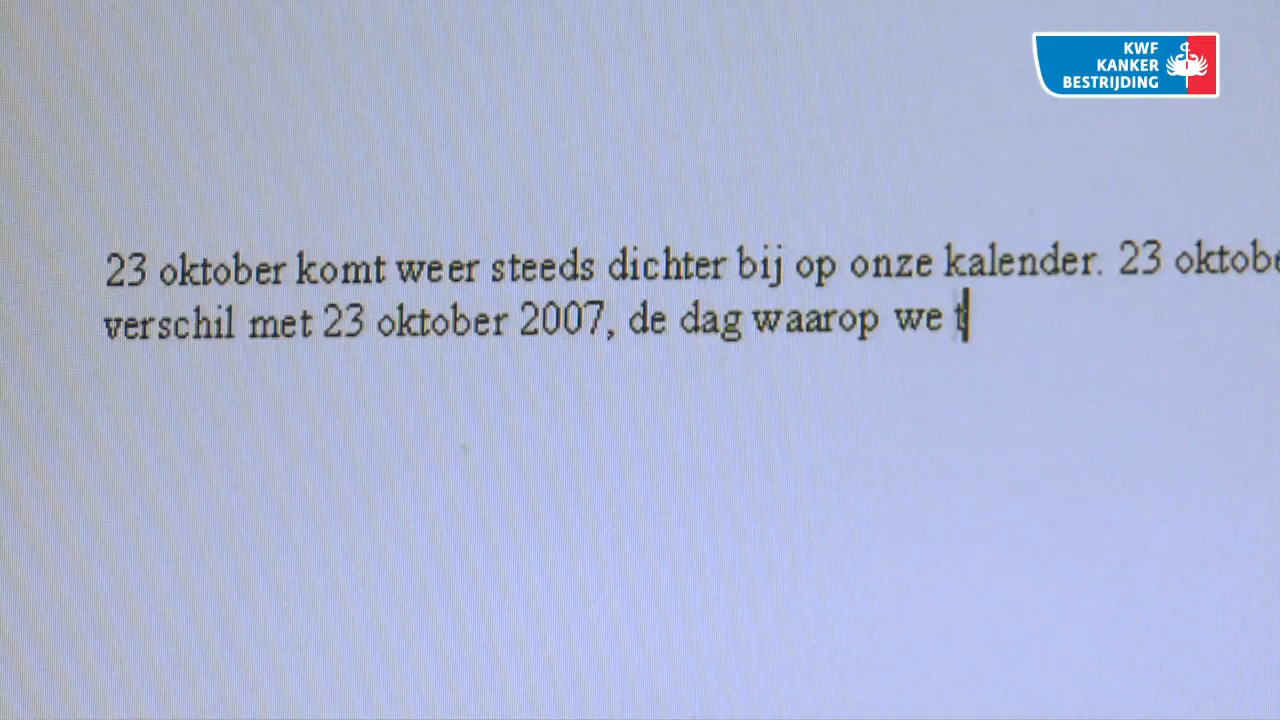 KWF
KANKER
BESTRIJDING
23 oktober komt weer steeds dichter bij op onze kalender. 23 oktobe
verschil met 23 oktober 2007, de dag waarop we t